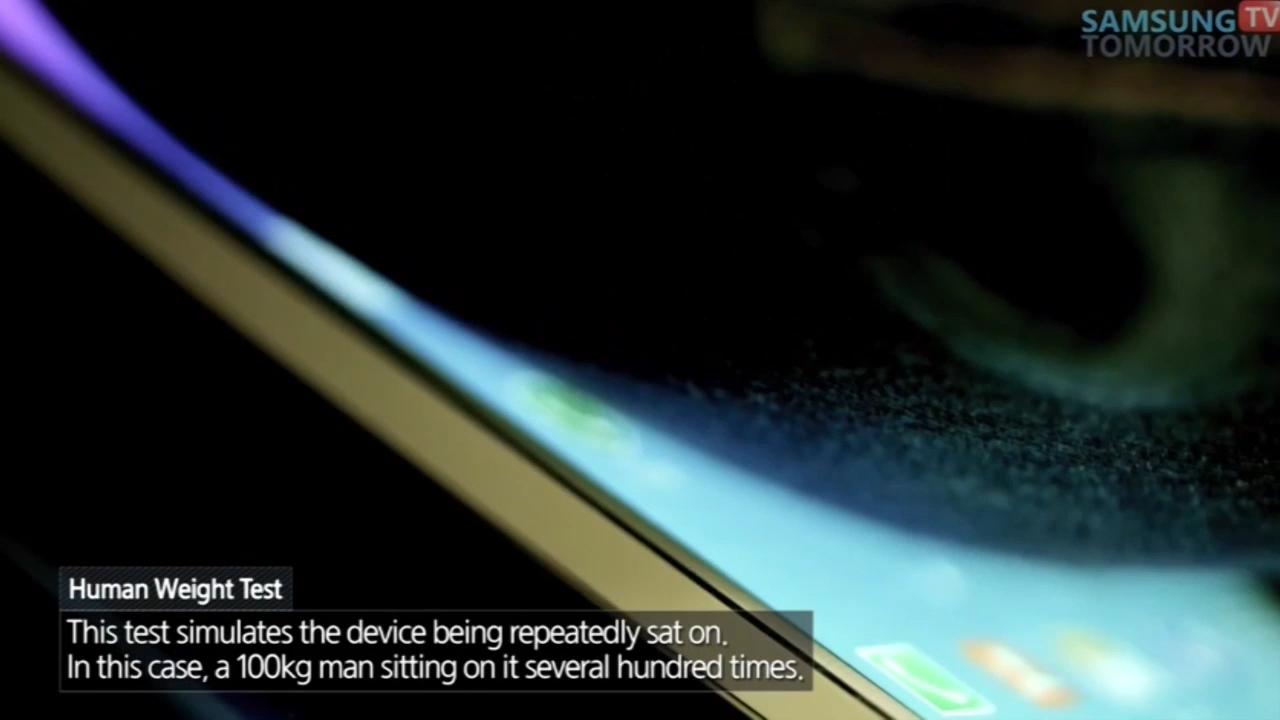 SAMSUNG TV
TOMORROW
Human Weight Test
This test simulates the device being repeatedly sat on.
In this case, a 100kg man sitting on it several hundred times.